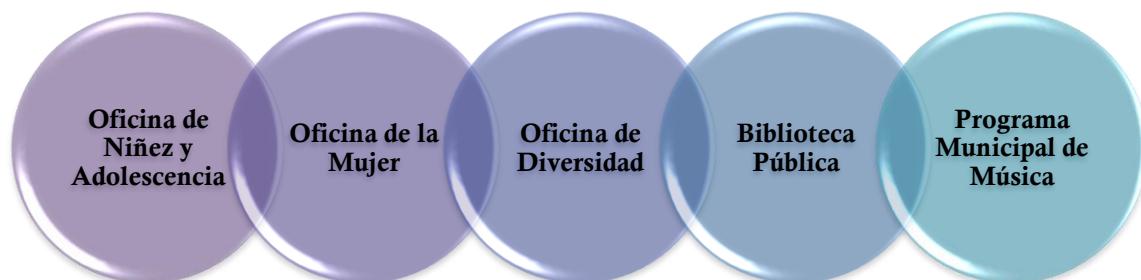 Oficina de
Niñez y
Adolescencia
Oficina de la
Mujer
Oficina de
Diversidad
Biblioteca
Pública
Programa
Municipal de
Música